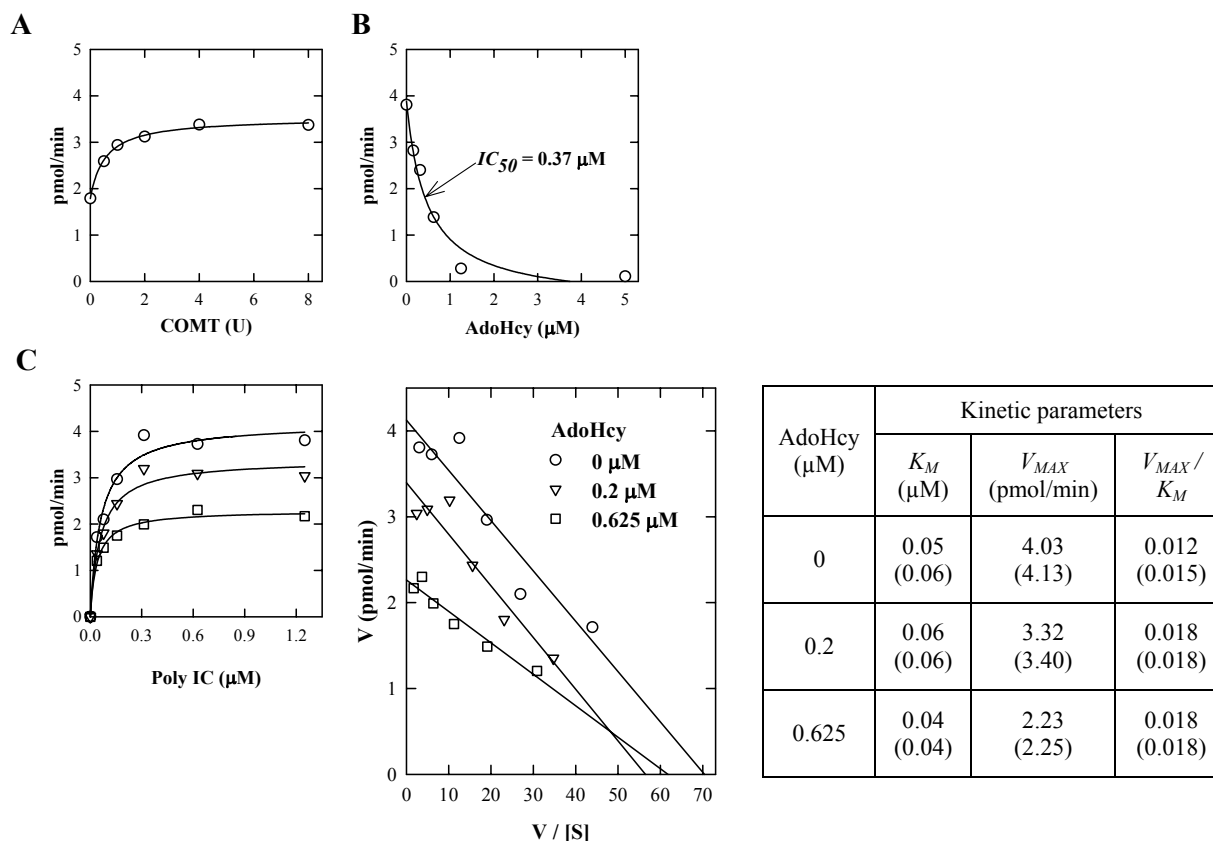 A
5
4
3
2
1
0
pmol/min
0 2 4 6 8
COMT (U)
B
5
4
3
2
1
0
pmol/min
IC50 = 0.37 µM
0 1 2 3 4 5
AdoHcy (µM)
C
5
4
3
2
1
0
pmol/min
0.0 0.3 0.6 0.9 1.2
Poly IC (µM)
4
3
2
1
0
V (pmol/min)
AdoHcy
0 µM
0.2 µM
0.625 µM
0 10 20 30 40 50 60 70
V / [S]
AdoHcy
(µM)
Kinetic parameters
KM
(µM)
VMAX
(pmol/min)
VMAX /
KM
0
0.05
(0.06)
4.03
(4.13)
0.012
(0.015)
0.2
0.06
(0.06)
3.32
(3.40)
0.018
(0.018)
0.625
0.04
(0.04)
2.23
(2.25)
0.018
(0.018)